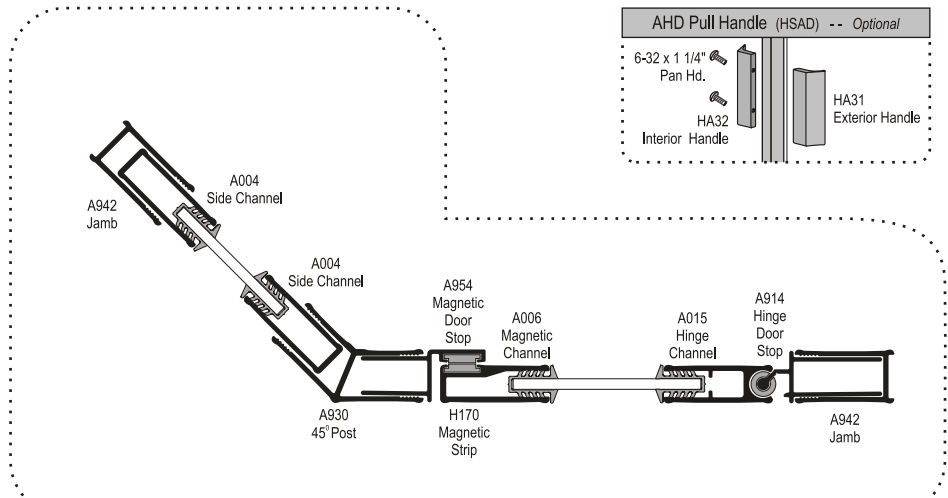 AHD Pull Handle (HSAD) -- Optional
6-32 x 1 1/4"
Pan Hd.
HA32
Interior Handle
HA31
Exterior Handle
A942
Jamb
A004
Side Channel
A004
Side Channel
A930
45⁰ Post
A954
Magnetic
Door
Stop
H170
Magnetic
Strip
A006
Magnetic
Channel
A015
Hinge
Channel
A914
Hinge
Door
Stop
A942
Jamb